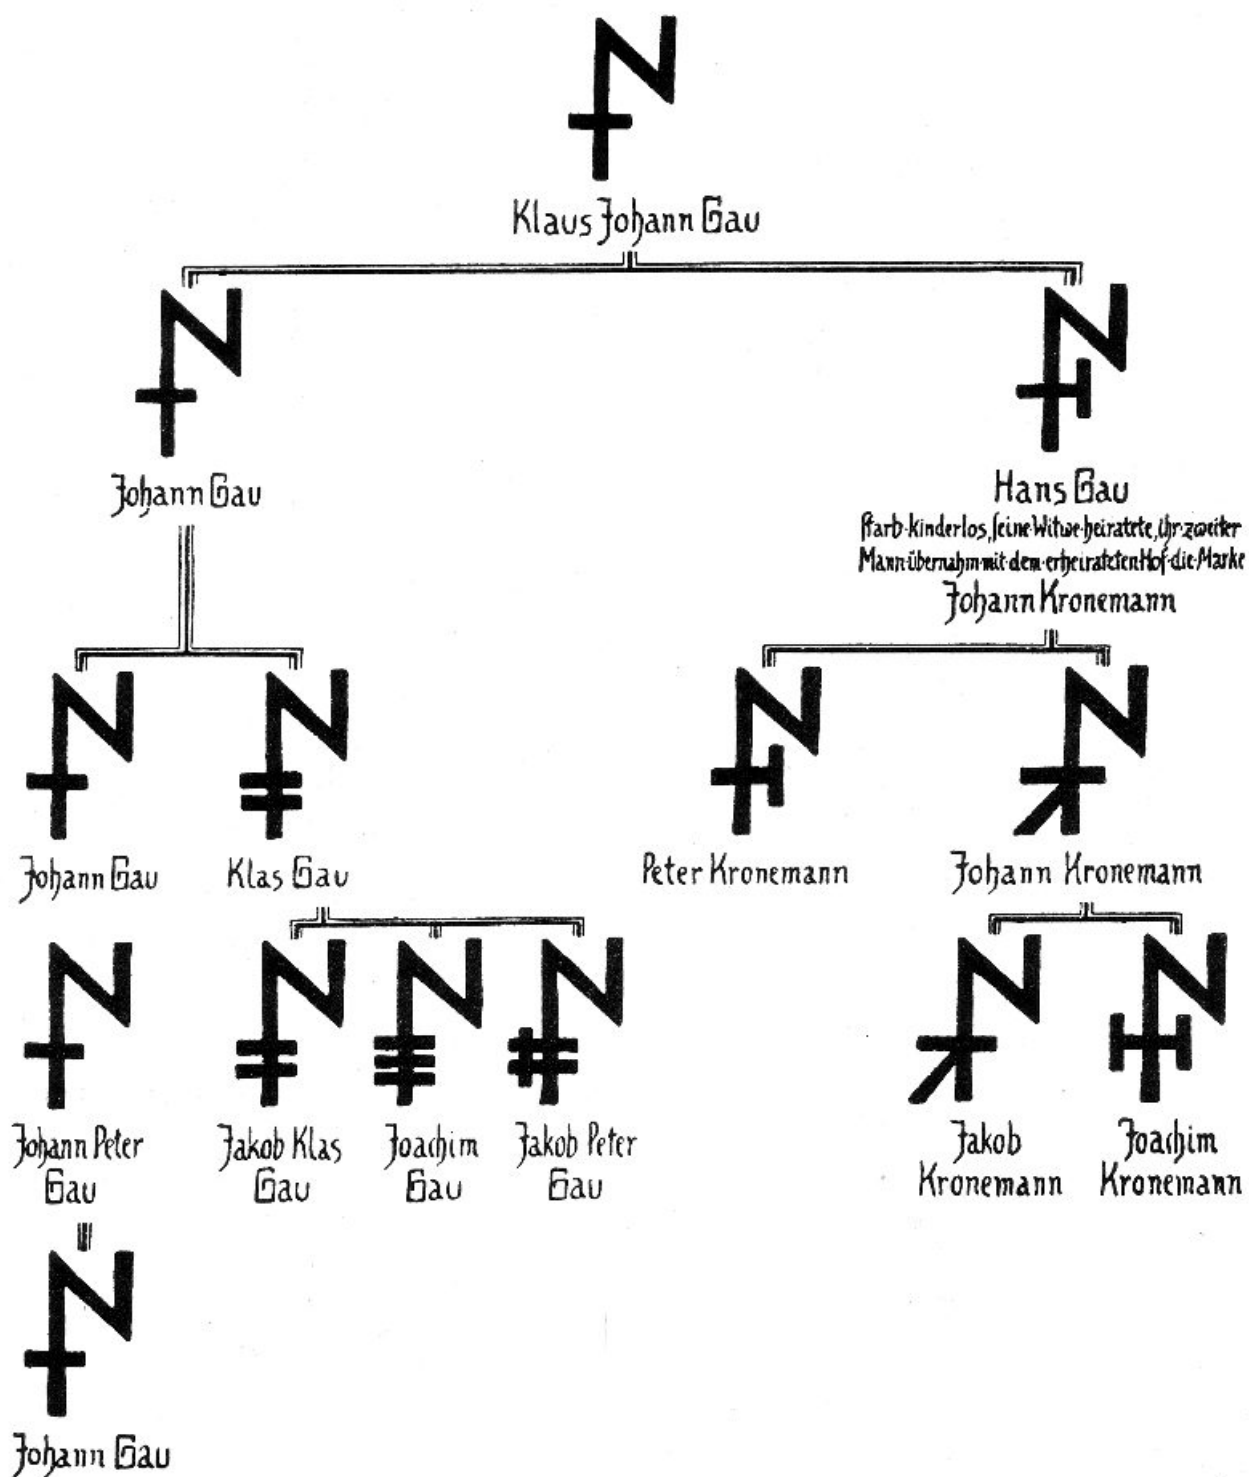 Klaus Johann Gau
Johann Gau
Hans Gau
starb·kinderlos, seine·Witwe·heiratete, ihr·zweiter
Mann·übernahm·mit·dem·erheirateten·Hof·die·Marke
Johann Kronemann
Johann Gau
Klas Gau
Peter Kronemann
Johann Kronemann
Johann Peter
Gau
Jakob Klas
Gau
Joachim
Gau
Jakob Peter
Gau
Jakob
Kronemann
Joachim
Kronemann
Johann Gau